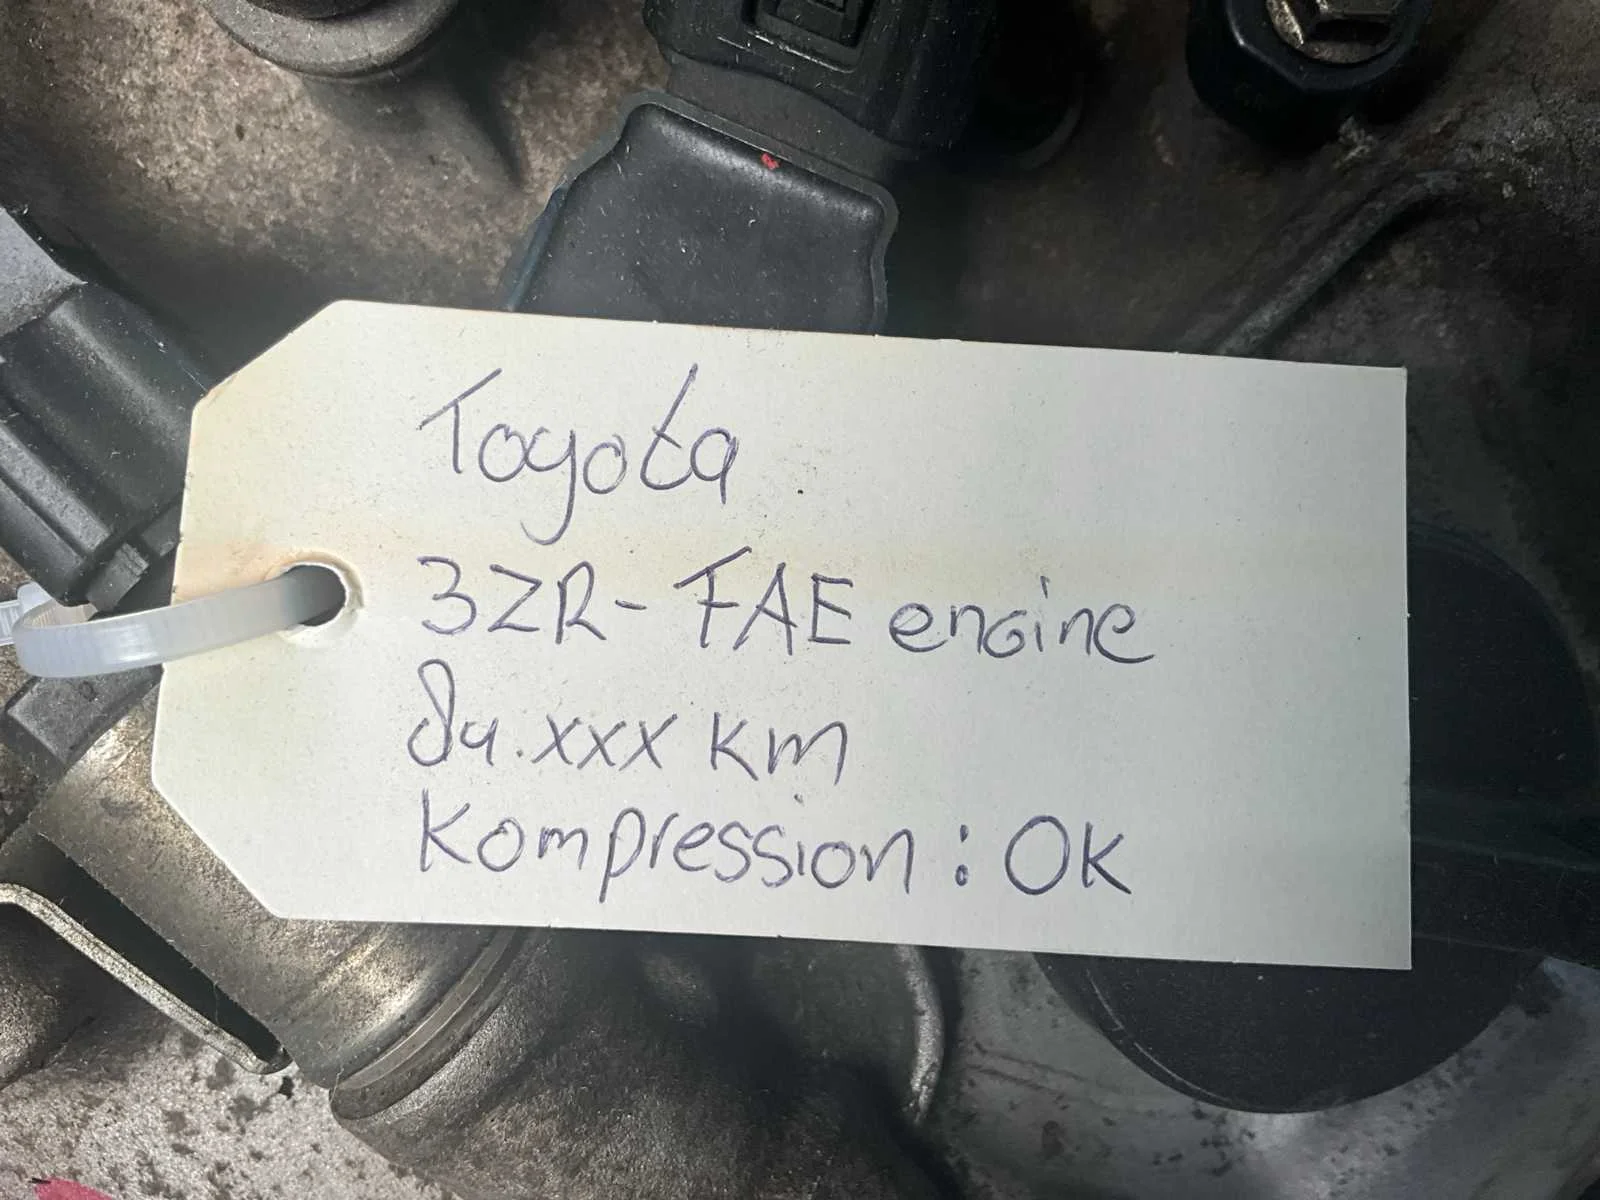 Toyota
3ZR-FAE engine
84.xxx km
Kompression: OK